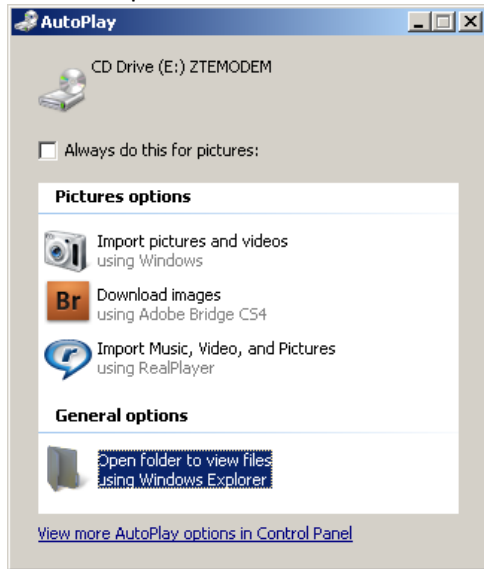 AutoPlay
CD Drive (E:) ZTEMODEM
Always do this for pictures:
Pictures options
Import pictures and videos
using Windows
Br
Download images
using Adobe Bridge CS4
Import Music, Video, and Pictures
using RealPlayer
General options
Open folder to view files
using Windows Explorer
View more AutoPlay options in Control Panel